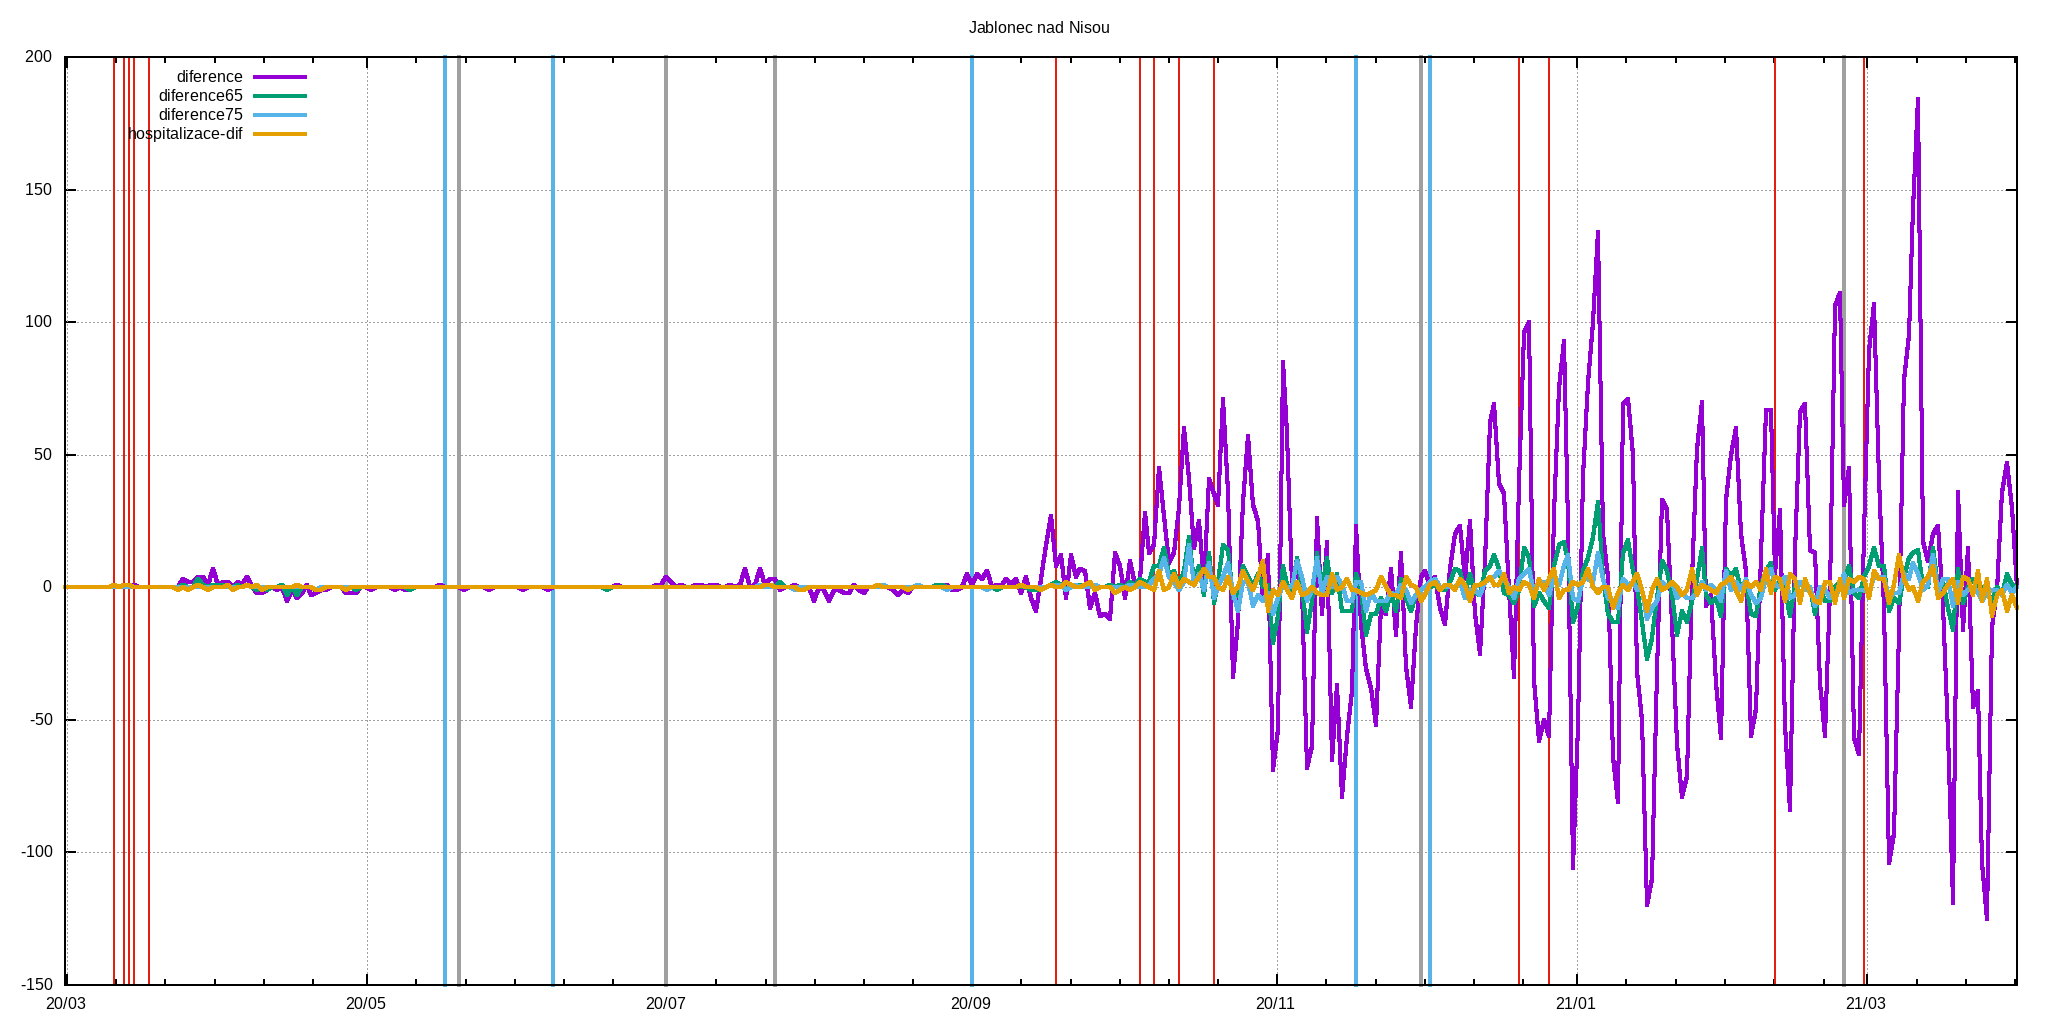 Jablonec nad Nisou
200
diference
diference65
diference75
hospitalizace-dif
150
100
50
0
-50
-100
-150
20/03 20/05 20/07 20/09 20/11 21/01 21/03